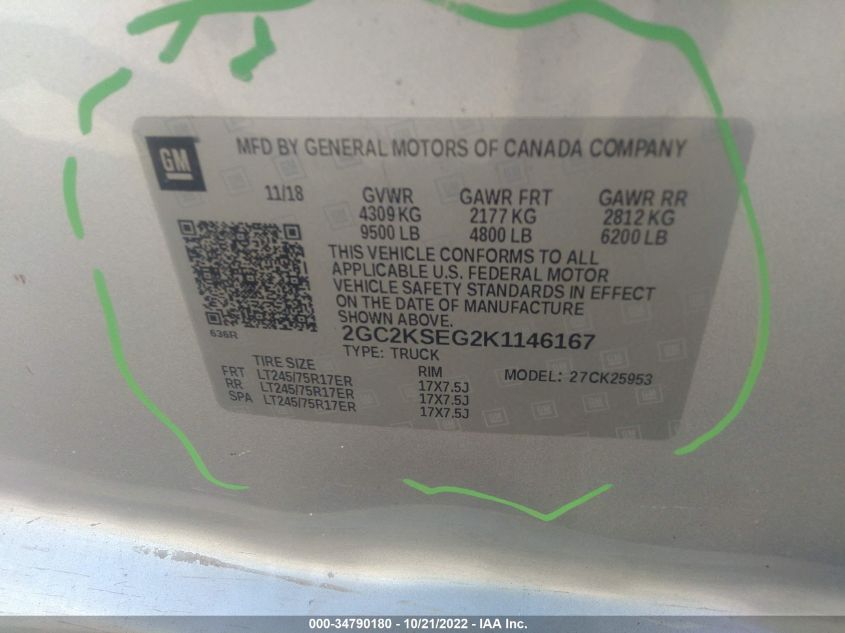 GM
MFD BY GENERAL MOTORS OF CANADA COMPANY
11/18 GVWR GAWR FRT GAWR RR
4309 KG 2177 KG 2812 KG
9500 LB 4800 LB 6200 LB
THIS VEHICLE CONFORMS TO ALL
APPLICABLE U.S. FEDERAL MOTOR
VEHICLE SAFETY STANDARDS IN EFFECT
ON THE DATE OF MANUFACTURE
SHOWN ABOVE.
636R
2GC2KSEG2K1146167
TYPE: TRUCK
TIRE SIZE RIM MODEL: 27CK25953
FRT LT245/75R17ER 17X7.5J
RR LT245/75R17ER 17X7.5J
SPA LT245/75R17ER 17X7.5J
000-34790180 - 10/21/2022 - IAA Inc.